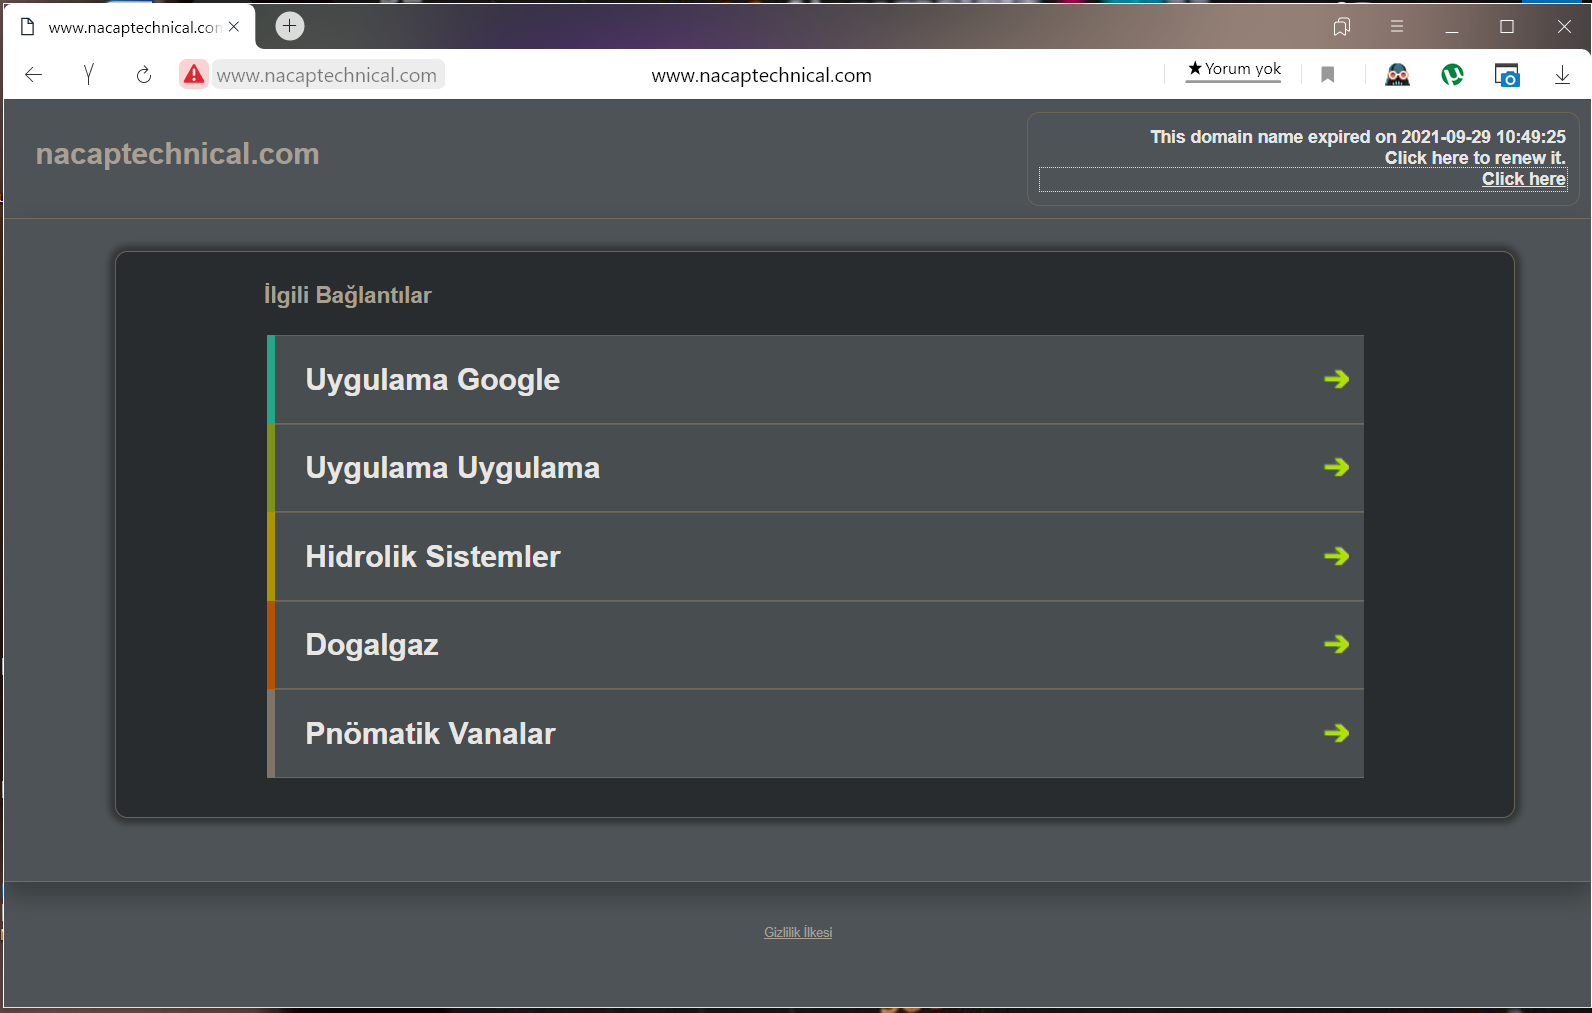 www.nacaptechnical.con
www.nacaptechnical.com
www.nacaptechnical.com
★Yorum yok
nacaptechnical.com
This domain name expired on 2021-09-29 10:49:25
Click here to renew it.
Click here
İlgili Bağlantılar
Uygulama Google
Uygulama Uygulama
Hidrolik Sistemler
Dogalgaz
Pnömatik Vanalar
Gizlilik İlkesi